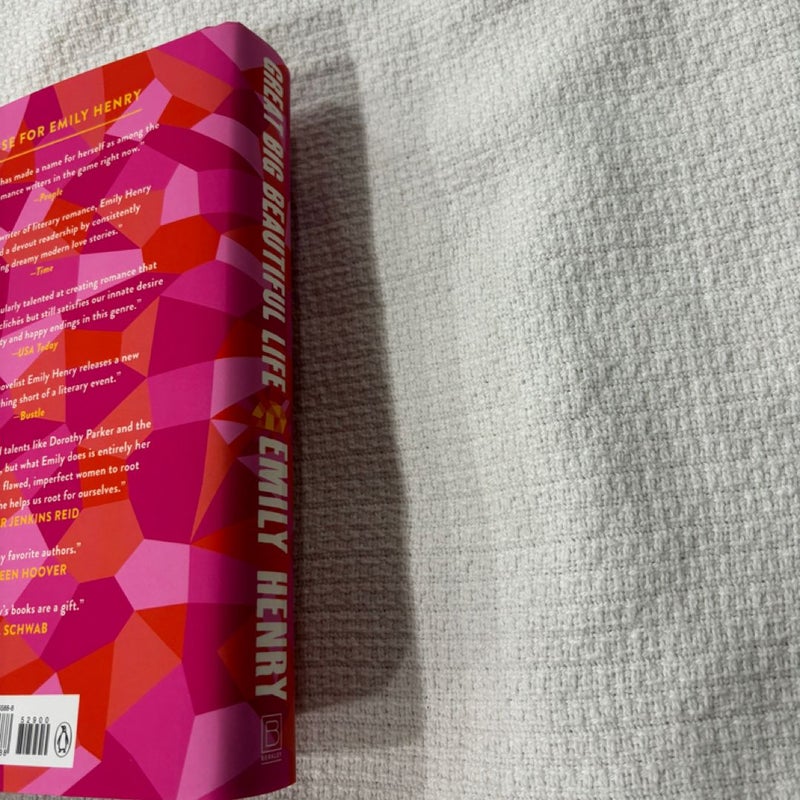 SE FOR EMILY HENRY
has made a name for herself as among the
mance writers in the game right now."
—People
writer of literary romance, Emily Henry
d a devout readership by consistently
ng dreamy modern love stories."
—Time
ularly talented at creating romance that
clichés but still satisfies our innate desire
ty and happy endings in this genre."
—USA Today
ovelist Emily Henry releases a new
thing short of a literary event."
—Bustle
l talents like Dorothy Parker and the
, but what Emily does is entirely her
flawed, imperfect women to root
he helps us root for ourselves."
R JENKINS REID
y favorite authors."
EEN HOOVER
y's books are a gift."
SCHWAB
52900
GREAT BIG BEAUTIFUL LIFE
EMILY HENRY
B
BERKLEY